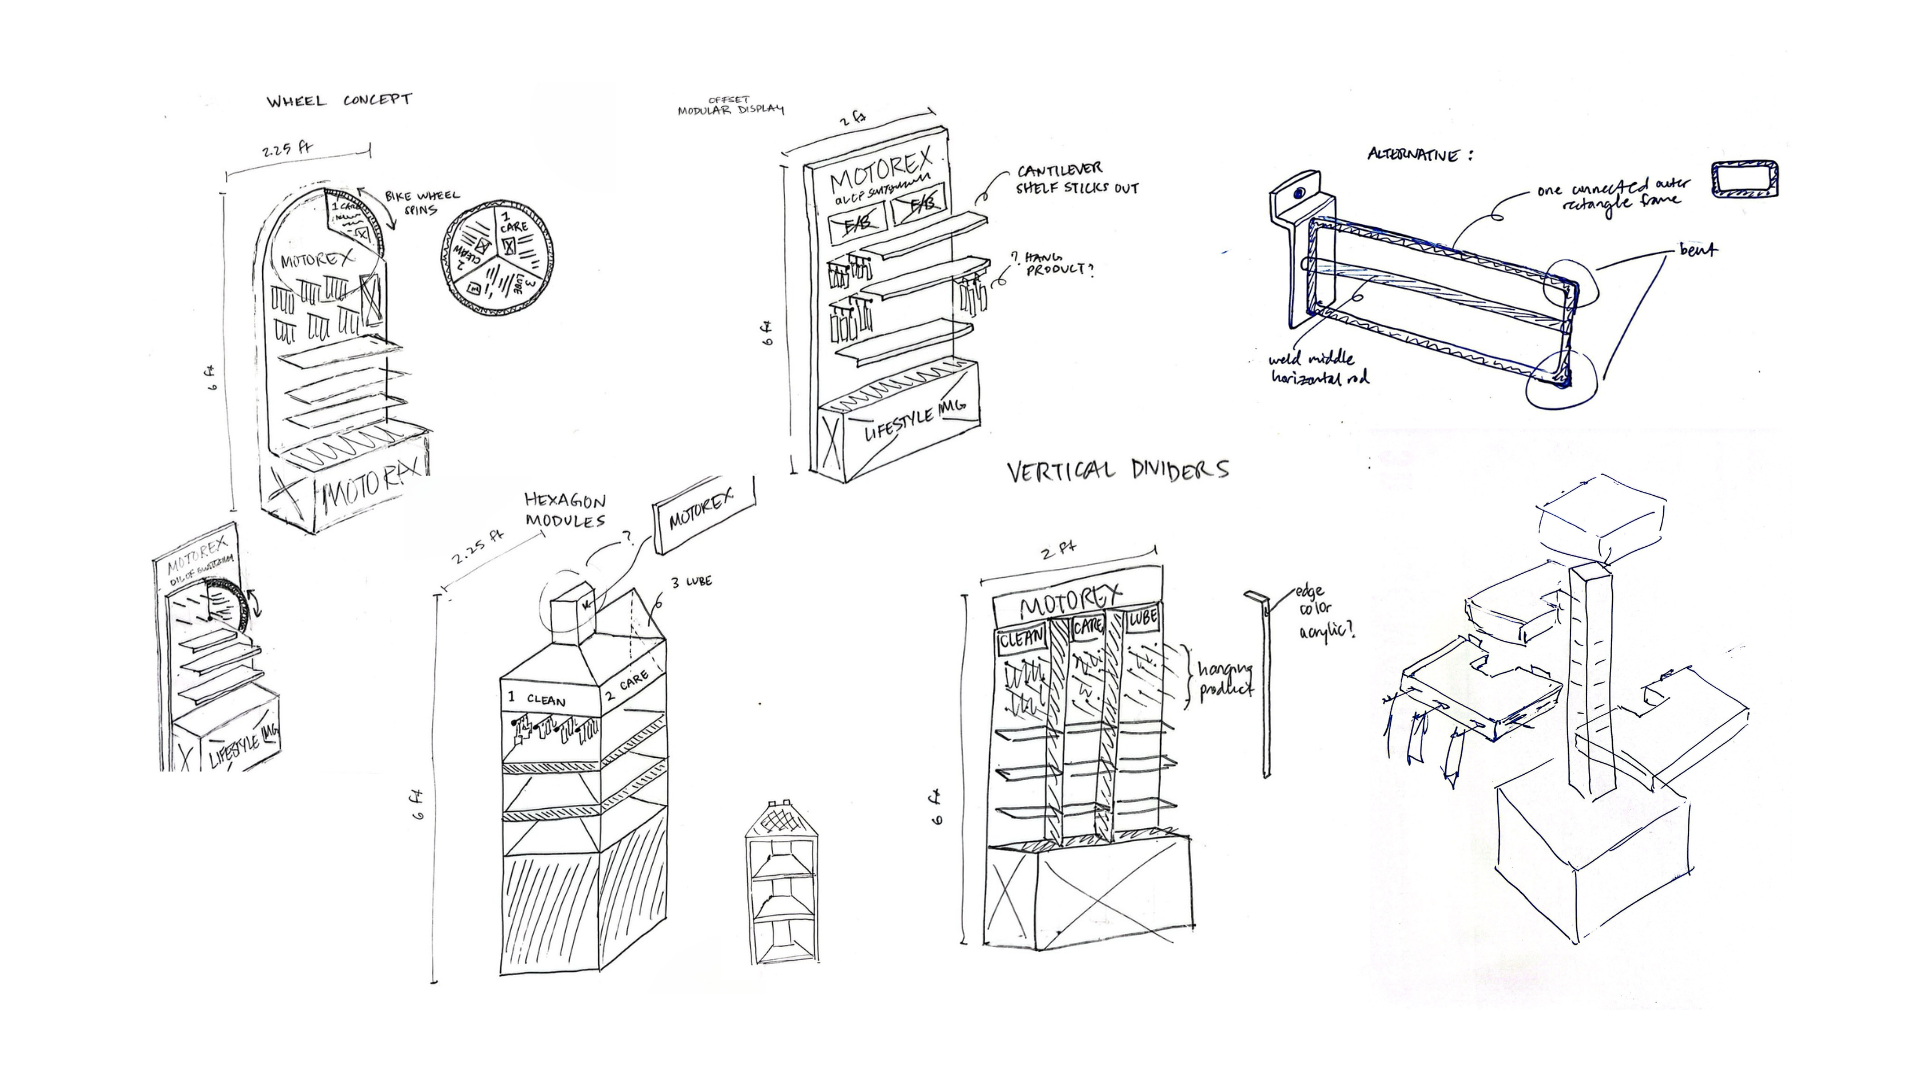 WHEEL CONCEPT
2.25 ft
6 ft
1 CARE
BIKE WHEEL
SPINS
MOTOREX
MOTOREX
1
CARE
CLEAN
2
LUBE
3
MOTOREX
OIL OF
LIFESTYLE IMG
OFFSET
MODULAR DISPLAY
2 ft
6 ft
MOTOREX
F/B
F/B
CANTILEVER
SHELF STICKS OUT
? HANG
PRODUCT?
LIFESTYLE IMG
ALTERNATIVE :
one connected outer
rectangle frame
bent
weld middle
horizontal rod
HEXAGON
MODULES
2.25 ft
6 ft
?
MOTOREX
3 LUBE
1 CLEAN
2 CARE
VERTICAL DIVIDERS
2 ft
6 ft
MOTOREX
CLEAN
CARE
LUBE
hanging
product
edge
color
acrylic?